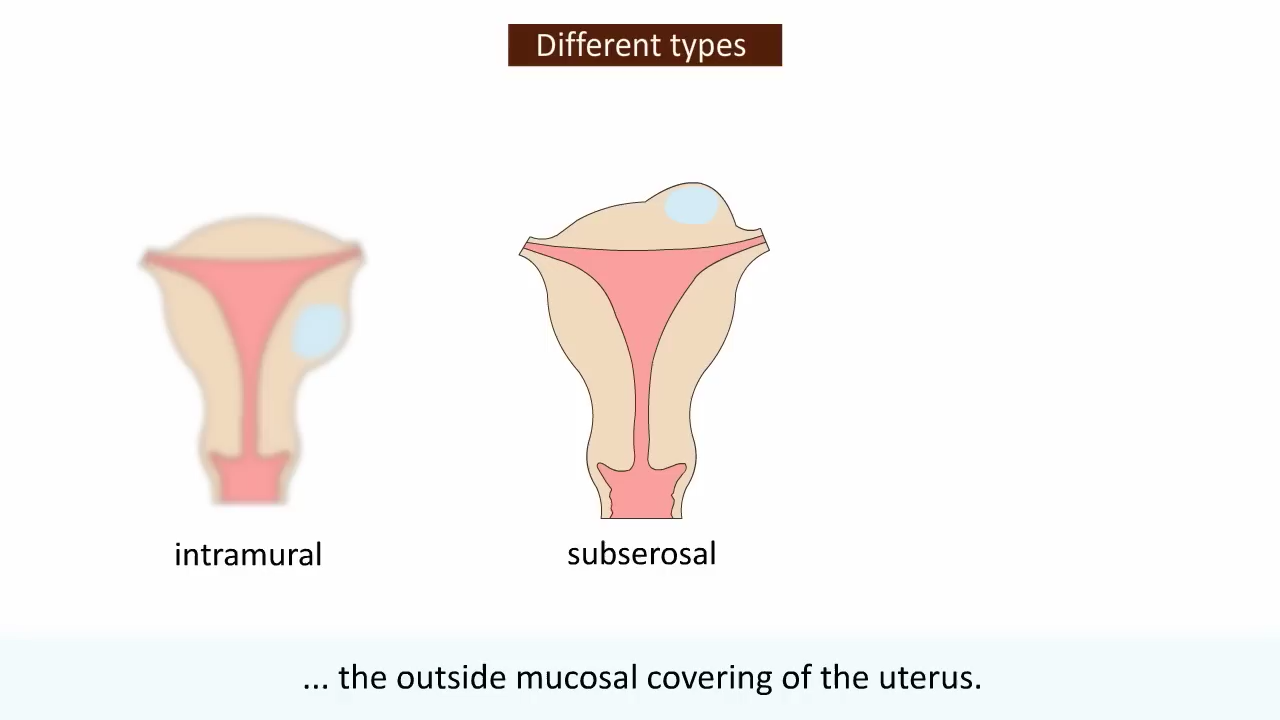 Different types
intramural
subserosal
... the outside mucosal covering of the uterus.